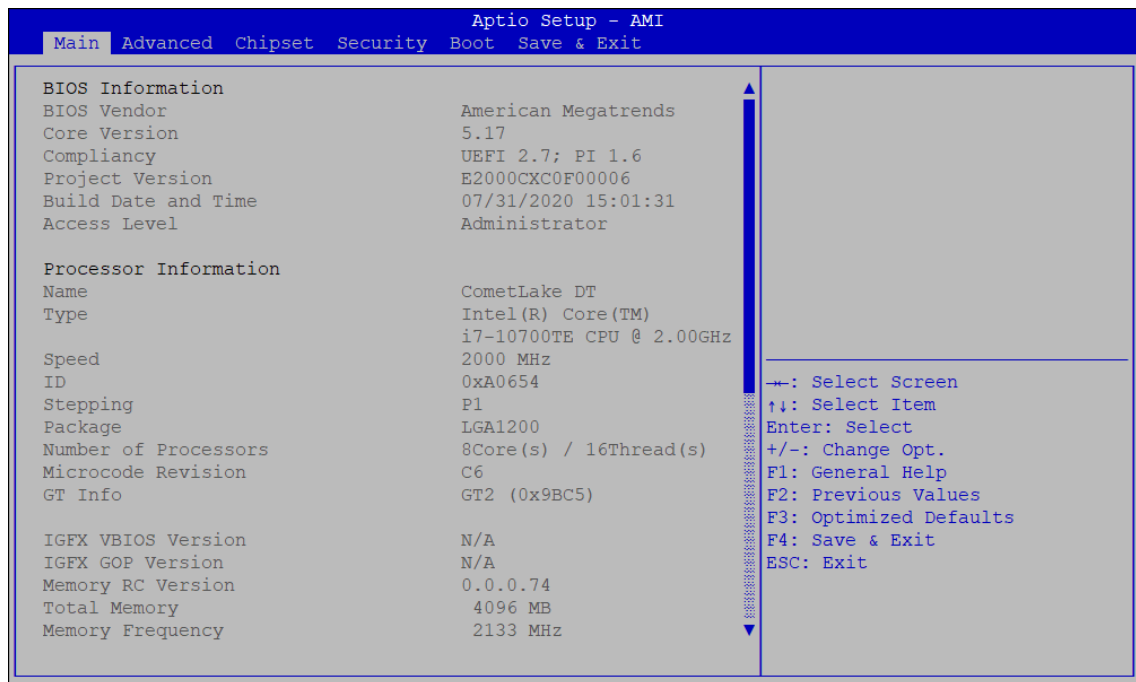 Aptio Setup – AMI
Main Advanced Chipset Security Boot Save & Exit
BIOS Information
BIOS Vendor American Megatrends
Core Version 5.17
Compliancy UEFI 2.7; PI 1.6
Project Version E2000CXC0F00006
Build Date and Time 07/31/2020 15:01:31
Access Level Administrator
Processor Information
Name CometLake DT
Type Intel(R) Core(TM)
i7-10700TE CPU @ 2.00GHz
Speed 2000 MHz
ID 0xA0654
Stepping P1
Package LGA1200
Number of Processors 8Core(s) / 16Thread(s)
Microcode Revision C6
GT Info GT2 (0x9BC5)
IGFX VBIOS Version N/A
IGFX GOP Version N/A
Memory RC Version 0.0.0.74
Total Memory 4096 MB
Memory Frequency 2133 MHz
→←: Select Screen
↑↓: Select Item
Enter: Select
+/-: Change Opt.
F1: General Help
F2: Previous Values
F3: Optimized Defaults
F4: Save & Exit
ESC: Exit